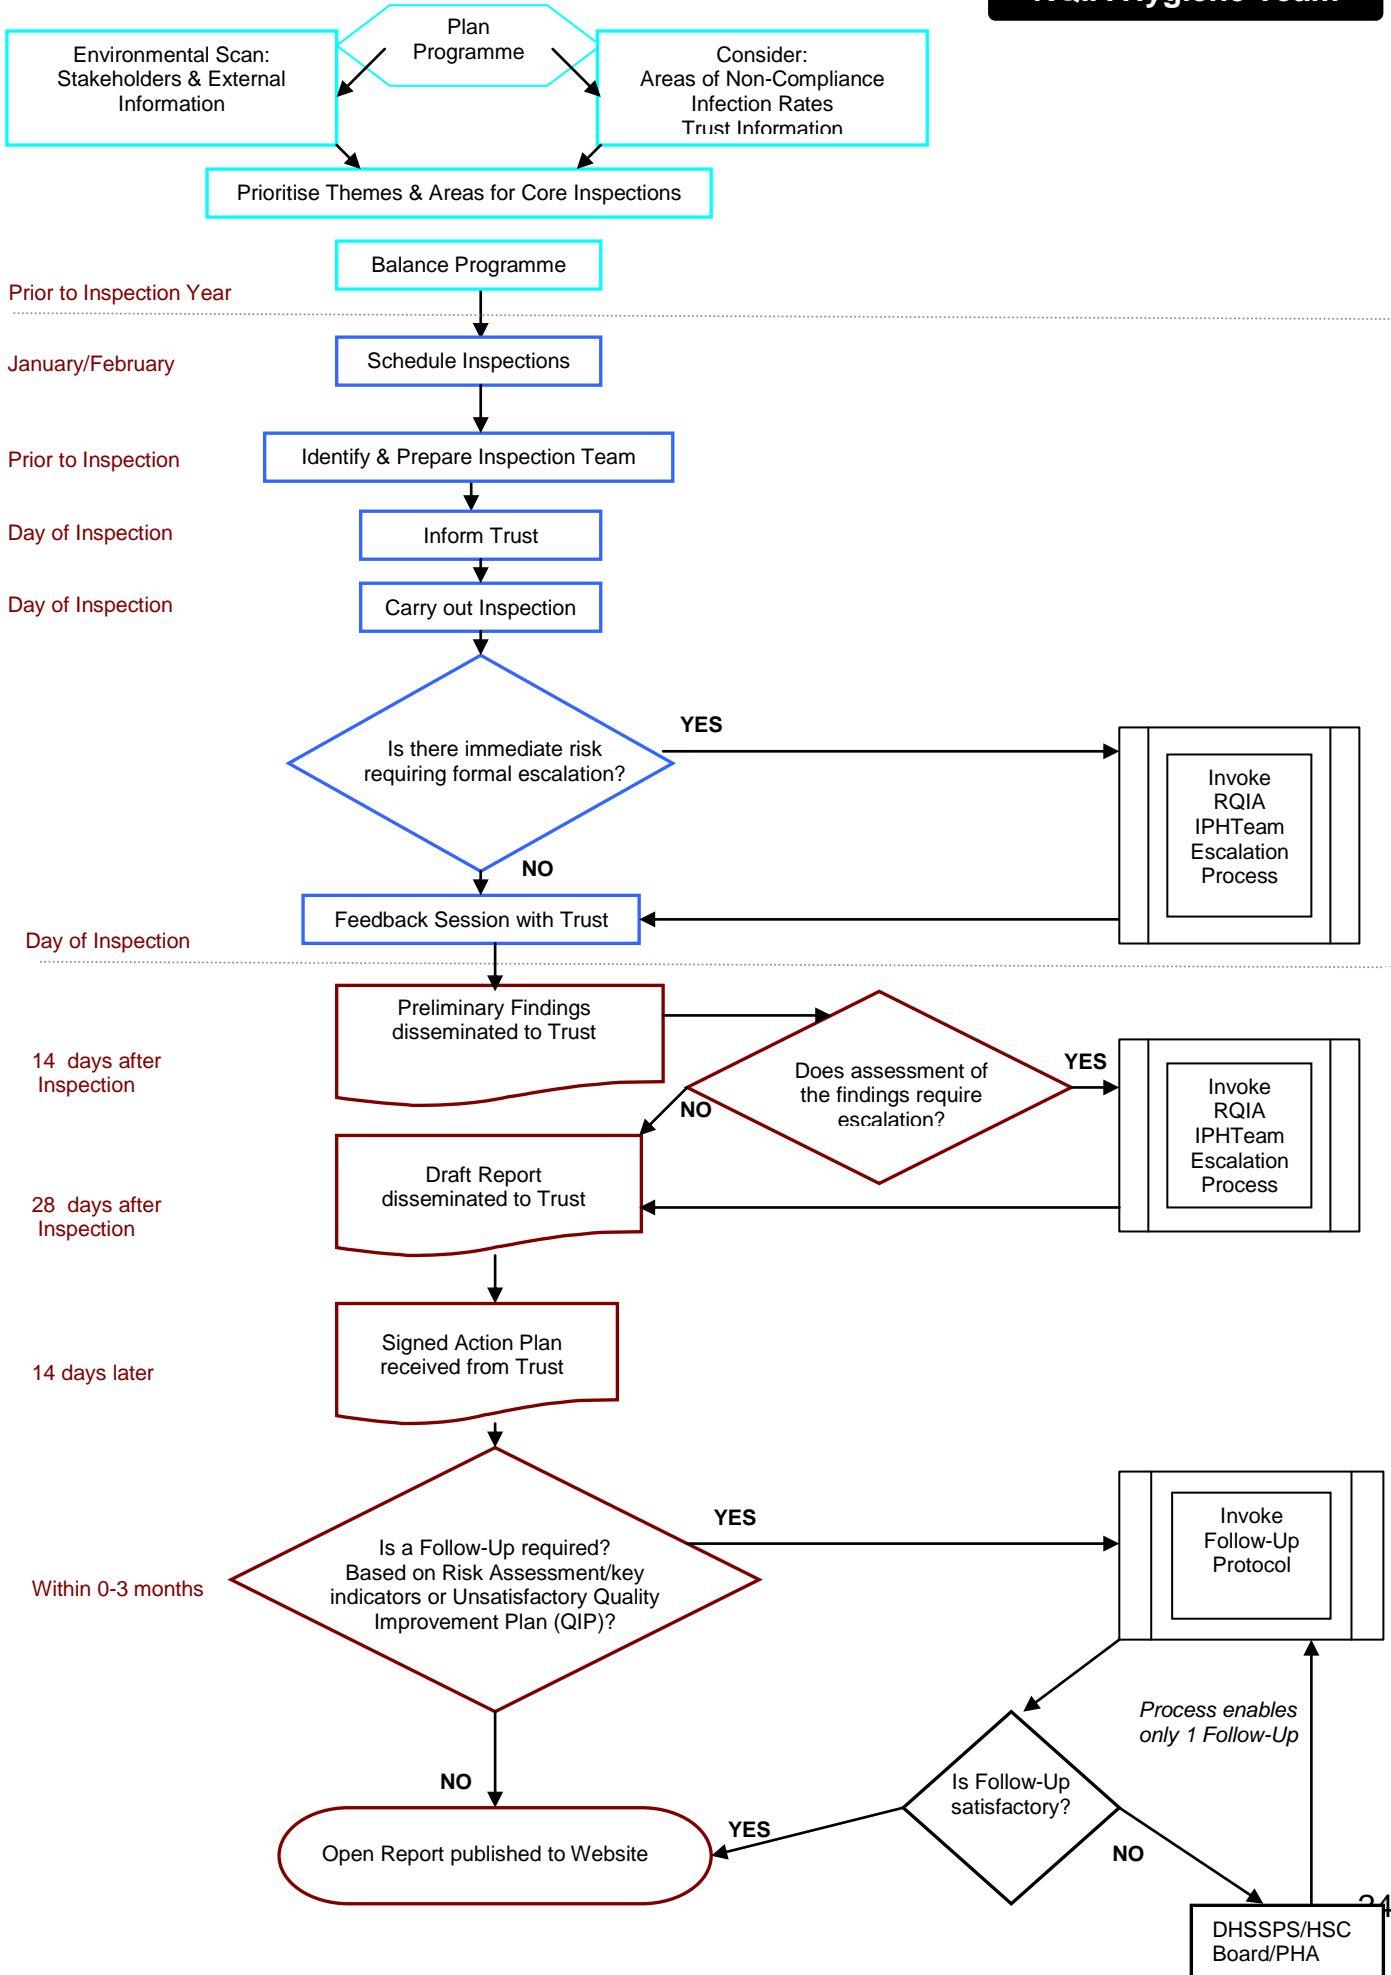 Hygiene Team
Plan
Programme
Environmental Scan:
Stakeholders & External
Information
Consider:
Areas of Non-Compliance
Infection Rates
Trust Information
Prioritise Themes & Areas for Core Inspections
Balance Programme
Prior to Inspection Year
January/February
Schedule Inspections
Prior to Inspection
Identify & Prepare Inspection Team
Day of Inspection
Inform Trust
Day of Inspection
Carry out Inspection
Is there immediate risk
requiring formal escalation?
YES
Invoke
RQIA
IPHTeam
Escalation
Process
NO
Feedback Session with Trust
Day of Inspection
Preliminary Findings
disseminated to Trust
14 days after
Inspection
Does assessment of
the findings require
escalation?
YES
NO
Invoke
RQIA
IPHTeam
Escalation
Process
Draft Report
disseminated to Trust
28 days after
Inspection
Signed Action Plan
received from Trust
14 days later
Is a Follow-Up required?
Based on Risk Assessment/key
indicators or Unsatisfactory Quality
Improvement Plan (QIP)?
Within 0-3 months
YES
Invoke
Follow-Up
Protocol
Process enables
only 1 Follow-Up
NO
Is Follow-Up
satisfactory?
YES
NO
Open Report published to Website
DHSSPS/HSC
Board/PHA